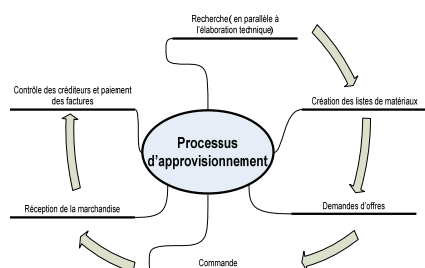 Recherche( en parallèle à
l'élaboration technique)
Contrôle des créditeurs et paiement
des factures
Création des listes de matériaux
Processus
d'approvisionnement
Réception de la marchandise
Demandes d'offres
Commande